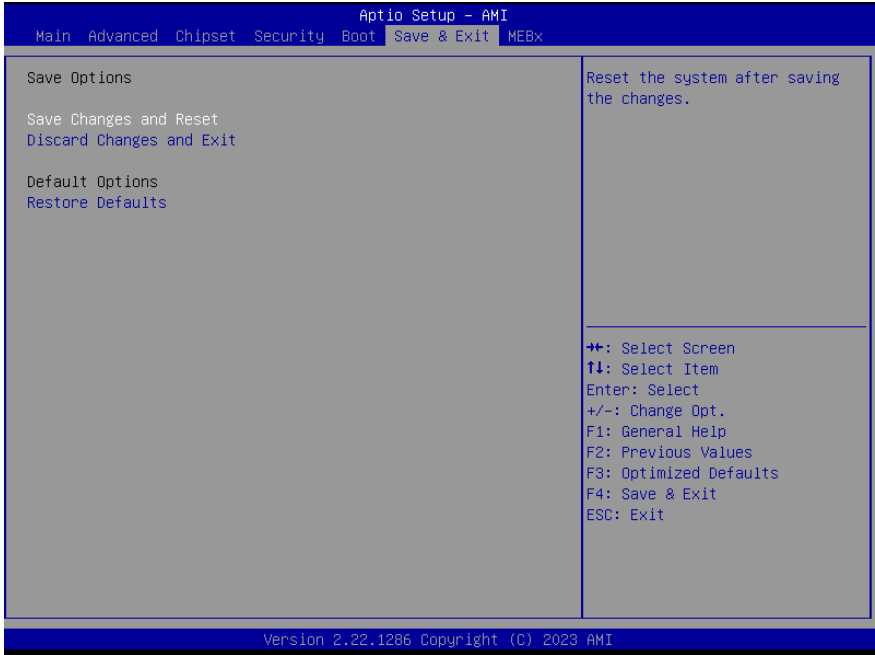 Aptio Setup – AMI
Main Advanced Chipset Security Boot Save & Exit MEBx
Save Options
Save Changes and Reset
Discard Changes and Exit
Default Options
Restore Defaults
Reset the system after saving
the changes.
→←: Select Screen
↑↓: Select Item
Enter: Select
+/-: Change Opt.
F1: General Help
F2: Previous Values
F3: Optimized Defaults
F4: Save & Exit
ESC: Exit
Version 2.22.1286 Copyright (C) 2023 AMI